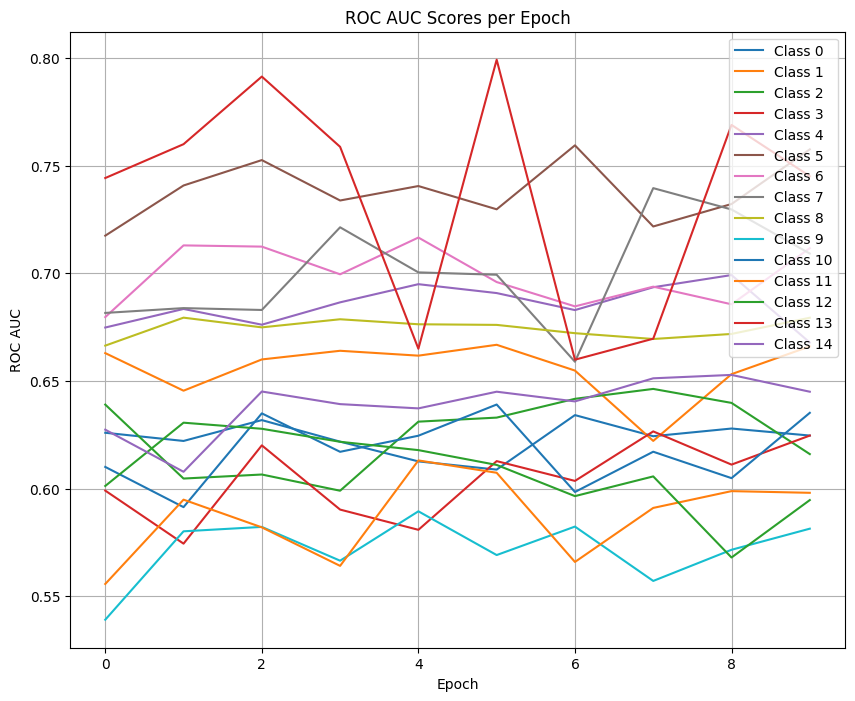 ROC AUC Scores per Epoch
ROC AUC
0.80
0.75
0.70
0.65
0.60
0.55
0
2
4
6
8
Epoch
Class 0
Class 1
Class 2
Class 3
Class 4
Class 5
Class 6
Class 7
Class 8
Class 9
Class 10
Class 11
Class 12
Class 13
Class 14